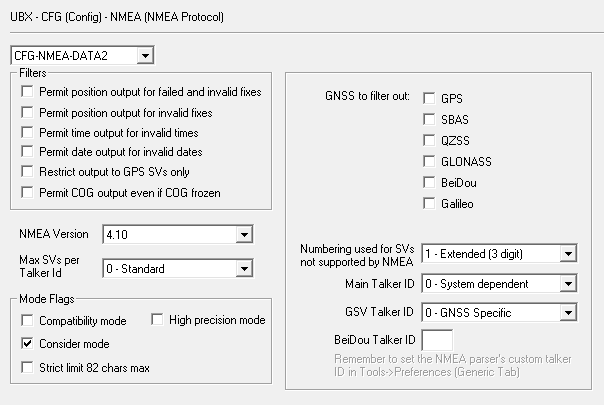 UBX - CFG (Config) - NMEA (NMEA Protocol)
CFG-NMEA-DATA2
Filters
Permit position output for failed and invalid fixes
Permit position output for invalid fixes
Permit time output for invalid times
Permit date output for invalid dates
Restrict output to GPS SVs only
Permit COG output even if COG frozen
NMEA Version
4.10
Max SVs per
Talker Id
0 - Standard
Mode Flags
Compatibility mode
High precision mode
Consider mode
Strict limit 82 chars max
GNSS to filter out:
GPS
SBAS
QZSS
GLONASS
BeiDou
Galileo
Numbering used for SVs
not supported by NMEA
1 - Extended (3 digit)
Main Talker ID
0 - System dependent
GSV Talker ID
0 - GNSS Specific
BeiDou Talker ID
Remember to set the NMEA parser's custom talker
ID in Tools->Preferences (Generic Tab)